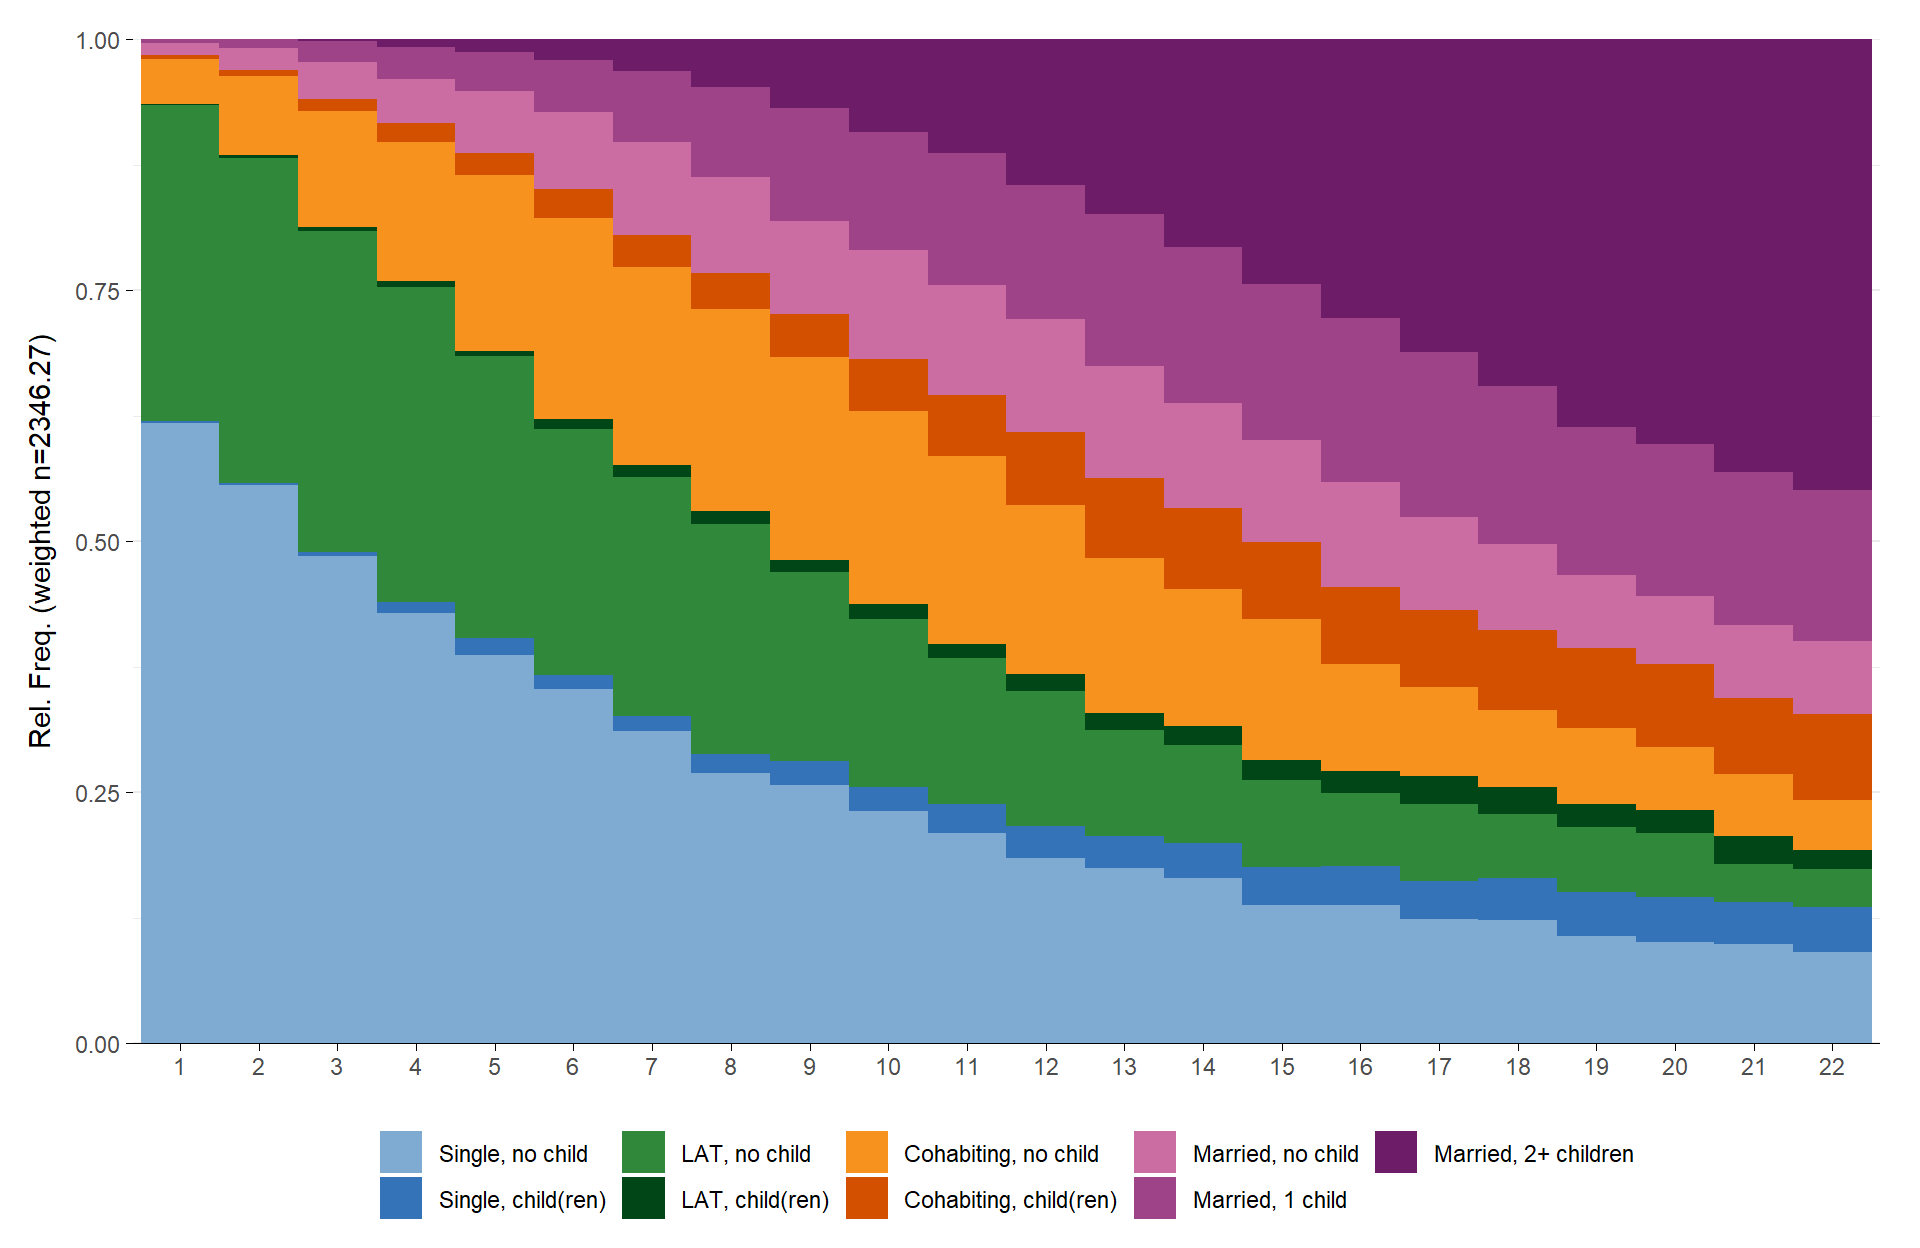 Rel. Freq. (weighted n=2346.27)
1.00
0.75
0.50
0.25
0.00
1 2 3 4 5 6 7 8 9 10 11 12 13 14 15 16 17 18 19 20 21 22
Single, no child LAT, no child Cohabiting, no child Married, no child Married, 2+ children
Single, child(ren) LAT, child(ren) Cohabiting, child(ren) Married, 1 child